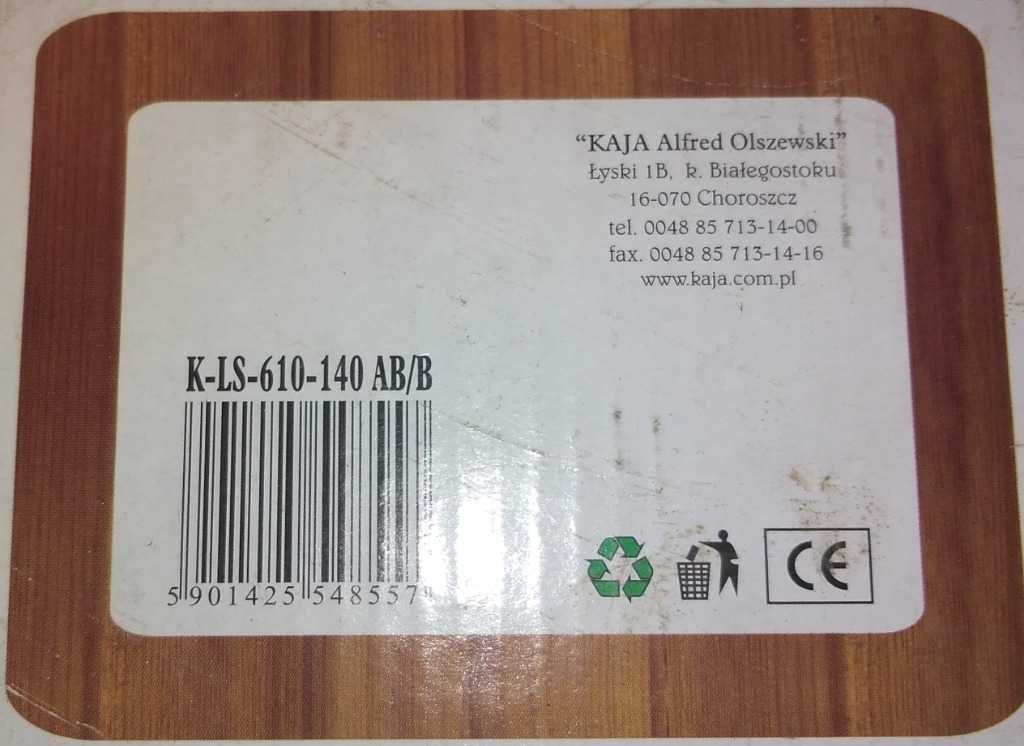 “KAJA Alfred Olszewski”
Łyski 1B, k. Białegostoku
16-070 Choroszcz
tel. 0048 85 713-14-00
fax. 0048 85 713-14-16
www.kaja.com.pl
K-LS-610-140 AB/B
5 901425 548557
CE